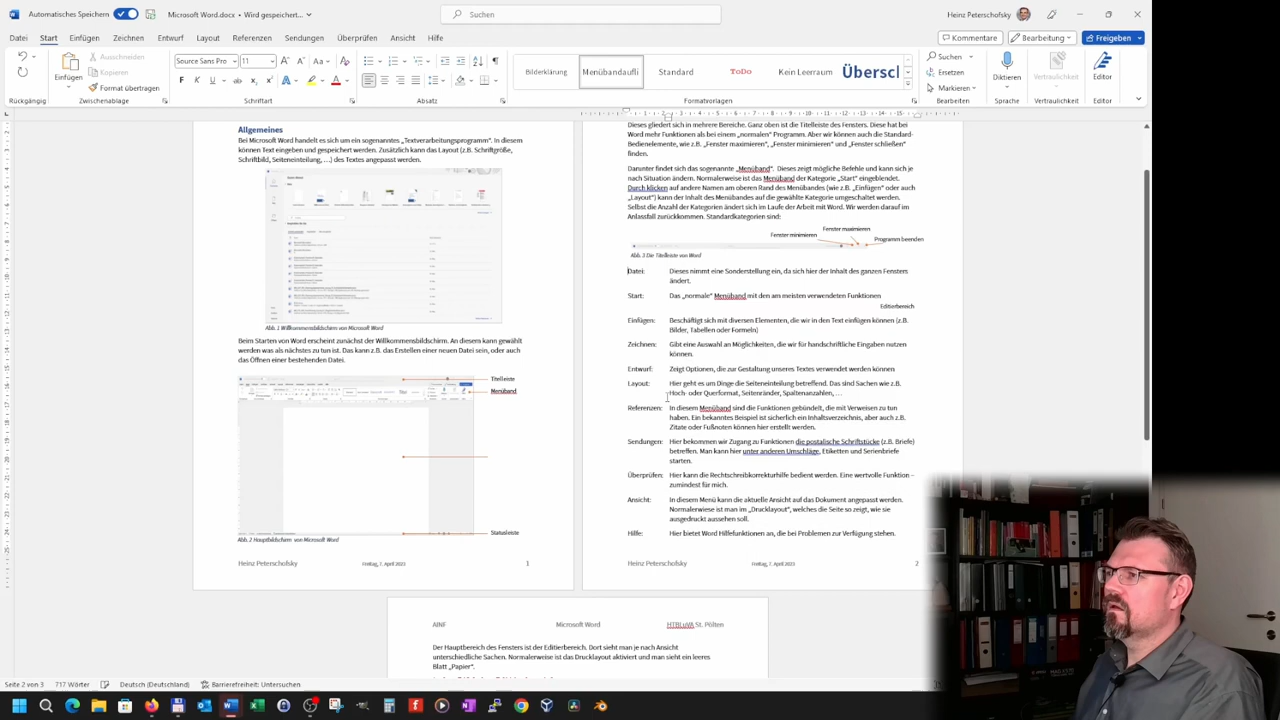 Automatisches Speichern
Microsoft Word.docx • Wird gespeichert...
Suchen
Heinz Peterschofsky
Datei Start Einfügen Zeichnen Entwurf Layout Referenzen Sendungen Überprüfen Ansicht Hilfe
Kommentare Bearbeitung Freigeben
Einfügen
Ausschneiden
Kopieren
Format übertragen
Source Sans Pro 11
Bilderklärung Menübandaufli Standard ToDo Kein Leerraum Überscl
Suchen
Ersetzen
Markieren
Diktieren
Vertraulichkeit
Editor
Rückgängig Zwischenablage Schriftart Absatz Formatvorlagen Bearbeiten Sprache Vertraulichkeit Editor
Allgemeines
Bei Microsoft Word handelt es sich um ein sogenanntes „Textverarbeitungsprogramm". In diesem
können Text eingeben und gespeichert werden. Zusätzlich kann das Layout (z.B. Schriftgröße,
Schriftbild, Seiteneinteilung, …) des Textes angepasst werden.
Abb. 1 Willkommensbildschirm von Microsoft Word
Beim Starten von Word erscheint zunächst der Willkommensbildschirm. An diesem kann gewählt
werden was als nächstes zu tun ist. Das kann z.B. das Erstellen einer neuen Datei sein, oder auch
das Öffnen einer bestehenden Datei.
Titelleiste
Menüband
Statusleiste
Abb. 2 Hauptbildschirm von Microsoft Word
Heinz Peterschofsky Freitag, 7. April 2023 1
Dieses gliedert sich in mehrere Bereiche. Ganz oben ist die Titelleiste des Fensters. Diese hat bei
Word mehr Funktionen als bei einem „normalen" Programm. Aber wir können auch die Standard-
Bedienelemente, wie z.B. „Fenster maximieren", „Fenster minimieren" und „Fenster schließen"
finden.
Darunter findet sich das sogenannte „Menüband". Dieses zeigt mögliche Befehle und kann sich je
nach Situation ändern. Normalerweise ist das Menüband der Kategorie „Start" eingeblendet.
Durch klicken auf andere Namen am oberen Rand des Menübandes (wie z.B. „Einfügen" oder auch
„Layout") kann der Inhalt des Menübandes auf die gewählte Kategorie umgeschaltet werden.
Selbst die Anzahl der Kategorien ändert sich im Laufe der Arbeit mit Word. Wir werden darauf im
Anlassfall zurückkommen. Standardkategorien sind:
Fenster maximieren
Fenster minimieren
Programm beenden
Abb. 3 Die Titelleiste von Word
Datei: Dieses nimmt eine Sonderstellung ein, da sich hier der Inhalt des ganzen Fensters
ändert.
Start: Das „normale" Menüband mit den am meisten verwendeten Funktionen
Editierbereich
Einfügen: Beschäftigt sich mit diversen Elementen, die wir in den Text einfügen können (z.B.
Bilder, Tabellen oder Formeln)
Zeichnen: Gibt eine Auswahl an Möglichkeiten, die wir für handschriftliche Eingaben nutzen
können.
Entwurf: Zeigt Optionen, die zur Gestaltung unseres Textes verwendet werden können
Layout: Hier geht es um Dinge die Seiteneinteilung betreffend. Das sind Sachen wie z.B.
Hoch- oder Querformat, Seitenränder, Spaltenanzahlen, …
Referenzen: In diesem Menüband sind die Funktionen gebündelt, die mit Verweisen zu tun
haben. Ein bekanntes Beispiel ist sicherlich ein Inhaltsverzeichnis, aber auch z.B.
Zitate oder Fußnoten können hier erstellt werden.
Sendungen: Hier bekommen wir Zugang zu Funktionen die postalische Schriftstücke (z.B. Briefe)
betreffen. Man kann hier unter anderen Umschläge, Etiketten und Serienbriefe
starten.
Überprüfen: Hier kann die Rechtschreibkorrekturhilfe bedient werden. Eine wertvolle Funktion –
zumindest für mich.
Ansicht: In diesem Menü kann die aktuelle Ansicht auf das Dokument angepasst werden.
Normalerwiese ist man im „Drucklayout", welches die Seite so zeigt, wie sie
ausgedruckt aussehen soll.
Hilfe: Hier bietet Word Hilfefunktionen an, die bei Problemen zur Verfügung stehen.
Heinz Peterschofsky Freitag, 7. April 2023 2
AINF Microsoft Word HTBLuVA St. Pölten
Der Hauptbereich des Fensters ist der Editierbereich. Dort sieht man je nach Ansicht
unterschiedliche Sachen. Normalerweise ist das Drucklayout aktiviert und man sieht ein leeres
Blatt „Papier".
Seite 2 von 3 717 Wörter Deutsch (Deutschland) Barrierefreiheit: Untersuchen